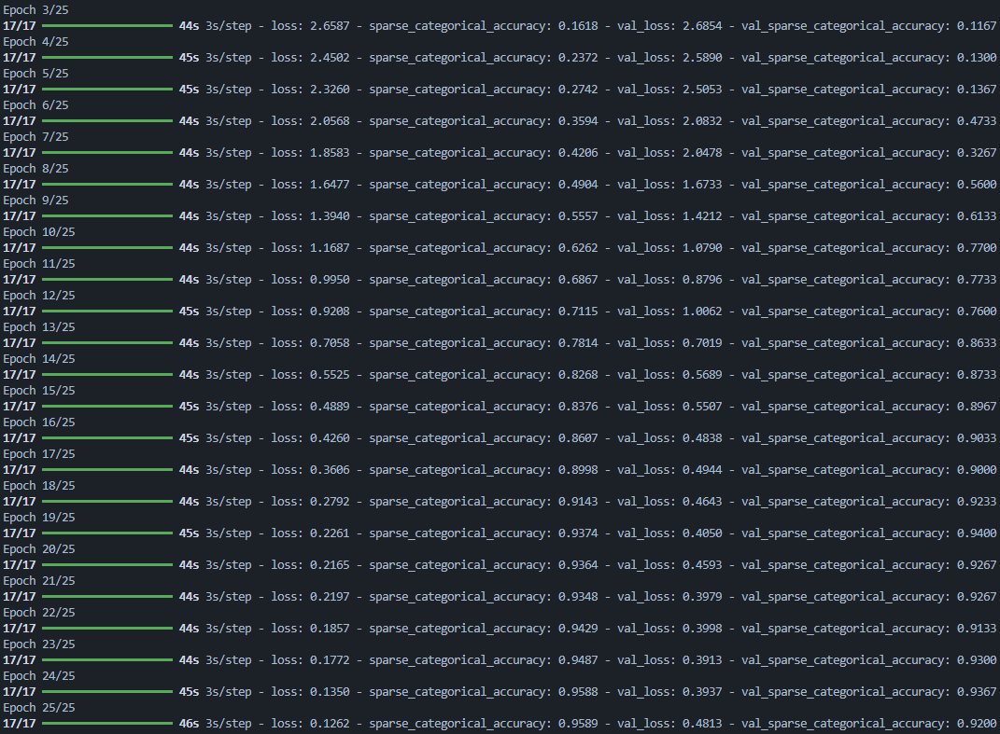 Epoch 3/25
17/17 44s 3s/step - loss: 2.6587 - sparse_categorical_accuracy: 0.1618 - val_loss: 2.6854 - val_sparse_categorical_accuracy: 0.1167
Epoch 4/25
17/17 45s 3s/step - loss: 2.4502 - sparse_categorical_accuracy: 0.2372 - val_loss: 2.5890 - val_sparse_categorical_accuracy: 0.1300
Epoch 5/25
17/17 45s 3s/step - loss: 2.3260 - sparse_categorical_accuracy: 0.2742 - val_loss: 2.5053 - val_sparse_categorical_accuracy: 0.1367
Epoch 6/25
17/17 44s 3s/step - loss: 2.0568 - sparse_categorical_accuracy: 0.3594 - val_loss: 2.0832 - val_sparse_categorical_accuracy: 0.4733
Epoch 7/25
17/17 44s 3s/step - loss: 1.8583 - sparse_categorical_accuracy: 0.4206 - val_loss: 2.0478 - val_sparse_categorical_accuracy: 0.3267
Epoch 8/25
17/17 44s 3s/step - loss: 1.6477 - sparse_categorical_accuracy: 0.4904 - val_loss: 1.6733 - val_sparse_categorical_accuracy: 0.5600
Epoch 9/25
17/17 44s 3s/step - loss: 1.3940 - sparse_categorical_accuracy: 0.5557 - val_loss: 1.4212 - val_sparse_categorical_accuracy: 0.6133
Epoch 10/25
17/17 44s 3s/step - loss: 1.1687 - sparse_categorical_accuracy: 0.6262 - val_loss: 1.0790 - val_sparse_categorical_accuracy: 0.7700
Epoch 11/25
17/17 44s 3s/step - loss: 0.9950 - sparse_categorical_accuracy: 0.6867 - val_loss: 0.8796 - val_sparse_categorical_accuracy: 0.7733
Epoch 12/25
17/17 45s 3s/step - loss: 0.9208 - sparse_categorical_accuracy: 0.7115 - val_loss: 1.0062 - val_sparse_categorical_accuracy: 0.7600
Epoch 13/25
17/17 44s 3s/step - loss: 0.7058 - sparse_categorical_accuracy: 0.7814 - val_loss: 0.7019 - val_sparse_categorical_accuracy: 0.8633
Epoch 14/25
17/17 44s 3s/step - loss: 0.5525 - sparse_categorical_accuracy: 0.8268 - val_loss: 0.5689 - val_sparse_categorical_accuracy: 0.8733
Epoch 15/25
17/17 45s 3s/step - loss: 0.4889 - sparse_categorical_accuracy: 0.8376 - val_loss: 0.5507 - val_sparse_categorical_accuracy: 0.8967
Epoch 16/25
17/17 45s 3s/step - loss: 0.4260 - sparse_categorical_accuracy: 0.8607 - val_loss: 0.4838 - val_sparse_categorical_accuracy: 0.9033
Epoch 17/25
17/17 44s 3s/step - loss: 0.3606 - sparse_categorical_accuracy: 0.8998 - val_loss: 0.4944 - val_sparse_categorical_accuracy: 0.9000
Epoch 18/25
17/17 44s 3s/step - loss: 0.2792 - sparse_categorical_accuracy: 0.9143 - val_loss: 0.4643 - val_sparse_categorical_accuracy: 0.9233
Epoch 19/25
17/17 45s 3s/step - loss: 0.2261 - sparse_categorical_accuracy: 0.9374 - val_loss: 0.4050 - val_sparse_categorical_accuracy: 0.9400
Epoch 20/25
17/17 44s 3s/step - loss: 0.2165 - sparse_categorical_accuracy: 0.9364 - val_loss: 0.4593 - val_sparse_categorical_accuracy: 0.9267
Epoch 21/25
17/17 44s 3s/step - loss: 0.2197 - sparse_categorical_accuracy: 0.9348 - val_loss: 0.3979 - val_sparse_categorical_accuracy: 0.9267
Epoch 22/25
17/17 44s 3s/step - loss: 0.1857 - sparse_categorical_accuracy: 0.9429 - val_loss: 0.3998 - val_sparse_categorical_accuracy: 0.9133
Epoch 23/25
17/17 44s 3s/step - loss: 0.1772 - sparse_categorical_accuracy: 0.9487 - val_loss: 0.3913 - val_sparse_categorical_accuracy: 0.9300
Epoch 24/25
17/17 45s 3s/step - loss: 0.1350 - sparse_categorical_accuracy: 0.9588 - val_loss: 0.3937 - val_sparse_categorical_accuracy: 0.9367
Epoch 25/25
17/17 46s 3s/step - loss: 0.1262 - sparse_categorical_accuracy: 0.9589 - val_loss: 0.4813 - val_sparse_categorical_accuracy: 0.9200